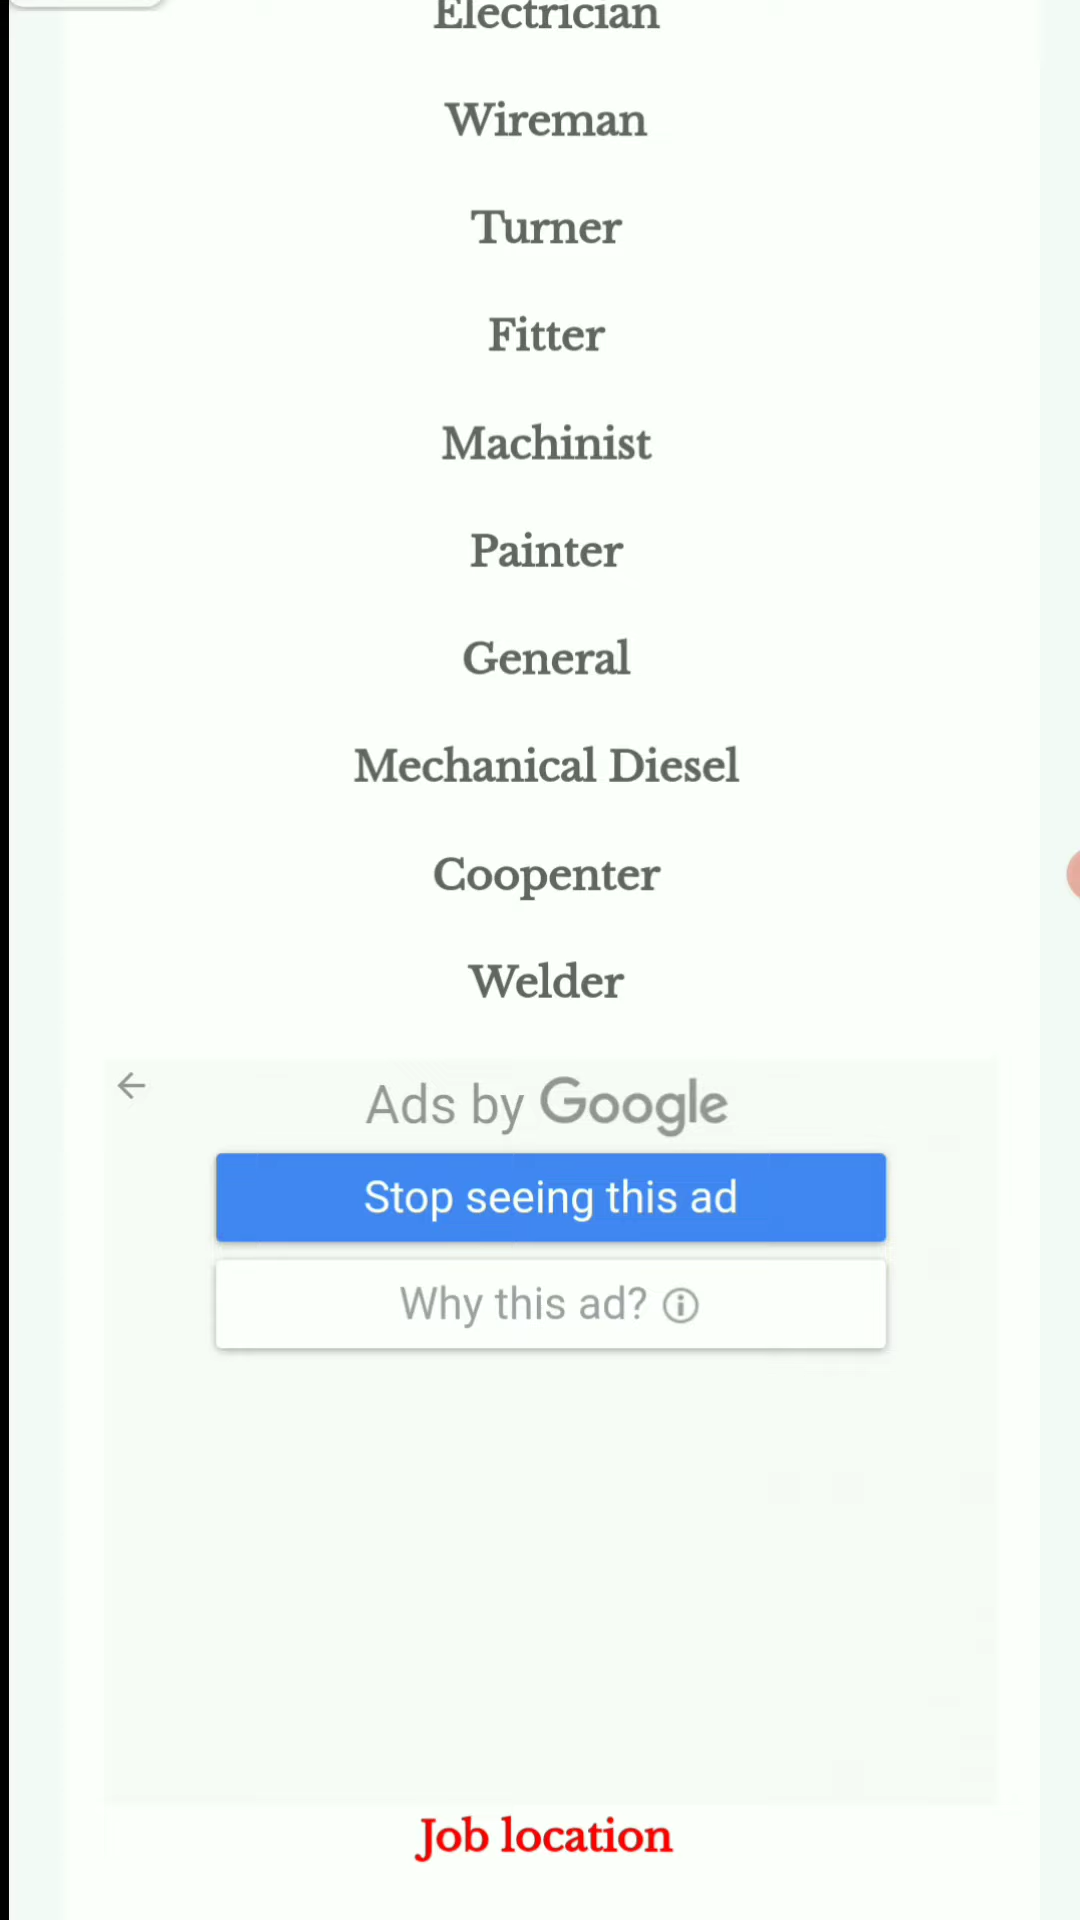 Electrician
Wireman
Turner
Fitter
Machinist
Painter
General
Mechanical Diesel
Coopenter
Welder
Ads by Google
Stop seeing this ad
Why this ad?
Job location